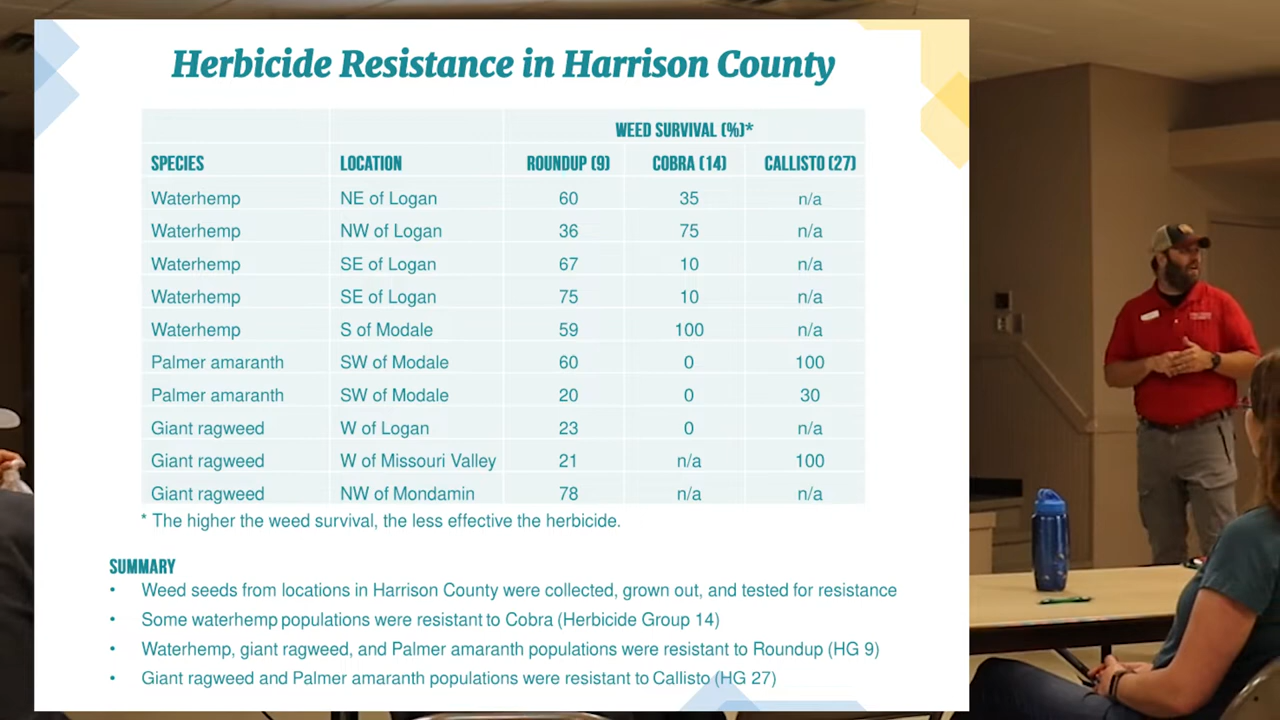 Herbicide Resistance in Harrison County
WEED SURVIVAL (%)*
SPECIES LOCATION ROUNDUP (9) COBRA (14) CALLISTO (27)
Waterhemp NE of Logan 60 35 n/a
Waterhemp NW of Logan 36 75 n/a
Waterhemp SE of Logan 67 10 n/a
Waterhemp SE of Logan 75 10 n/a
Waterhemp S of Modale 59 100 n/a
Palmer amaranth SW of Modale 60 0 100
Palmer amaranth SW of Modale 20 0 30
Giant ragweed W of Logan 23 0 n/a
Giant ragweed W of Missouri Valley 21 n/a 100
Giant ragweed NW of Mondamin 78 n/a n/a
* The higher the weed survival, the less effective the herbicide.
SUMMARY
• Weed seeds from locations in Harrison County were collected, grown out, and tested for resistance
• Some waterhemp populations were resistant to Cobra (Herbicide Group 14)
• Waterhemp, giant ragweed, and Palmer amaranth populations were resistant to Roundup (HG 9)
• Giant ragweed and Palmer amaranth populations were resistant to Callisto (HG 27)